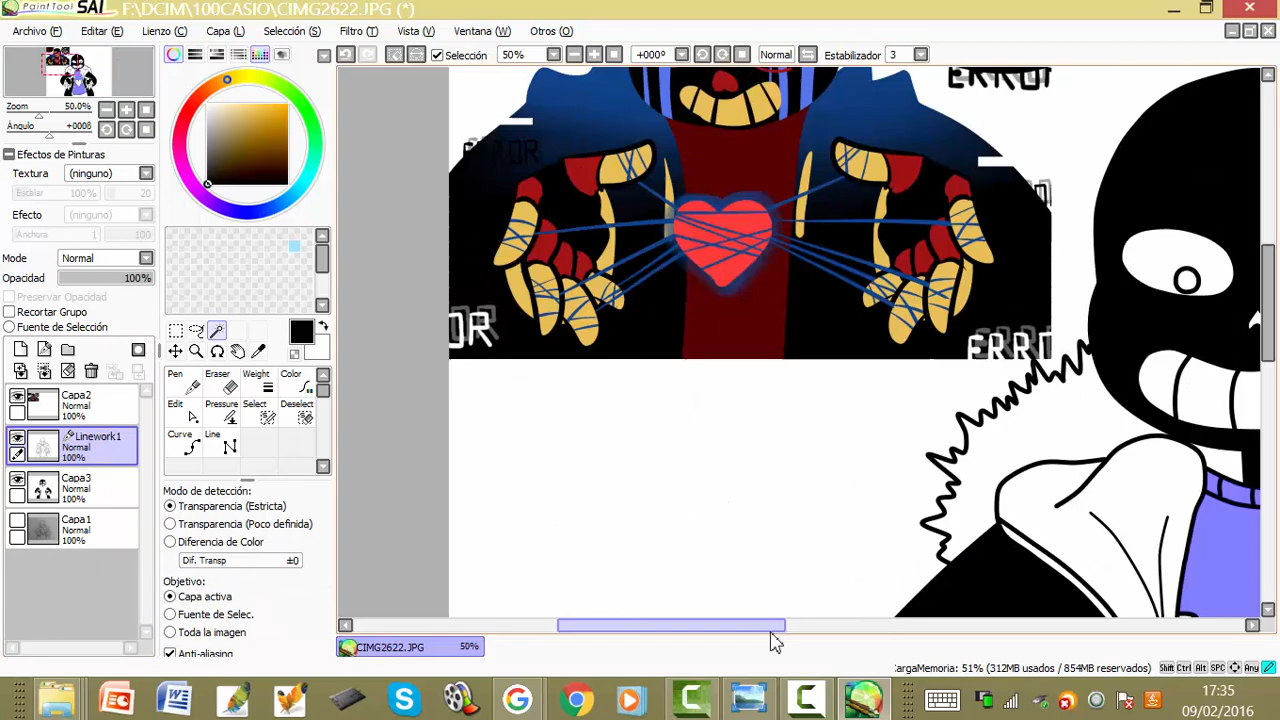 PaintTool SAI F:\DCIM\100CASIO\CIMG2622.JPG (*)
Archivo (F) Editar (E) Lienzo (C) Capa (L) Selección (S) Filtro (T) Vista (V) Ventana (W) Otro (O)
Selección 50% +000º Normal Estabilizador 3
Zoom 50.0%
Ángulo +000ß
Efectos de Pinturas
Textura (ninguno)
Escalar 100% 20
Efecto (ninguno)
Anchura 1 100
Mode Normal
Opacidad 100%
Preservar Opacidad
Recortar Grupo
Fuente de Selección
Capa2
Normal
100%
Linework1
Normal
100%
Capa3
Normal
100%
Capa1
Normal
100%
Pen Eraser Weight Color
Edit Pressure Select Deselect
Curve Line
Modo de detección:
Transparencia (Estricta)
Transparencia (Poco definida)
Diferencia de Color
Dif. Transp ±0
Objetivo:
Capa activa
Fuente de Selec.
Toda la imagen
Anti-aliasing
ERROR
ERROR
OR
ERRO
CIMG2622.JPG 50%
CargaMemoria: 51% (312MB usados / 854MB reservados) Shift Ctrl Alt SPC Any
17:35
09/02/2016